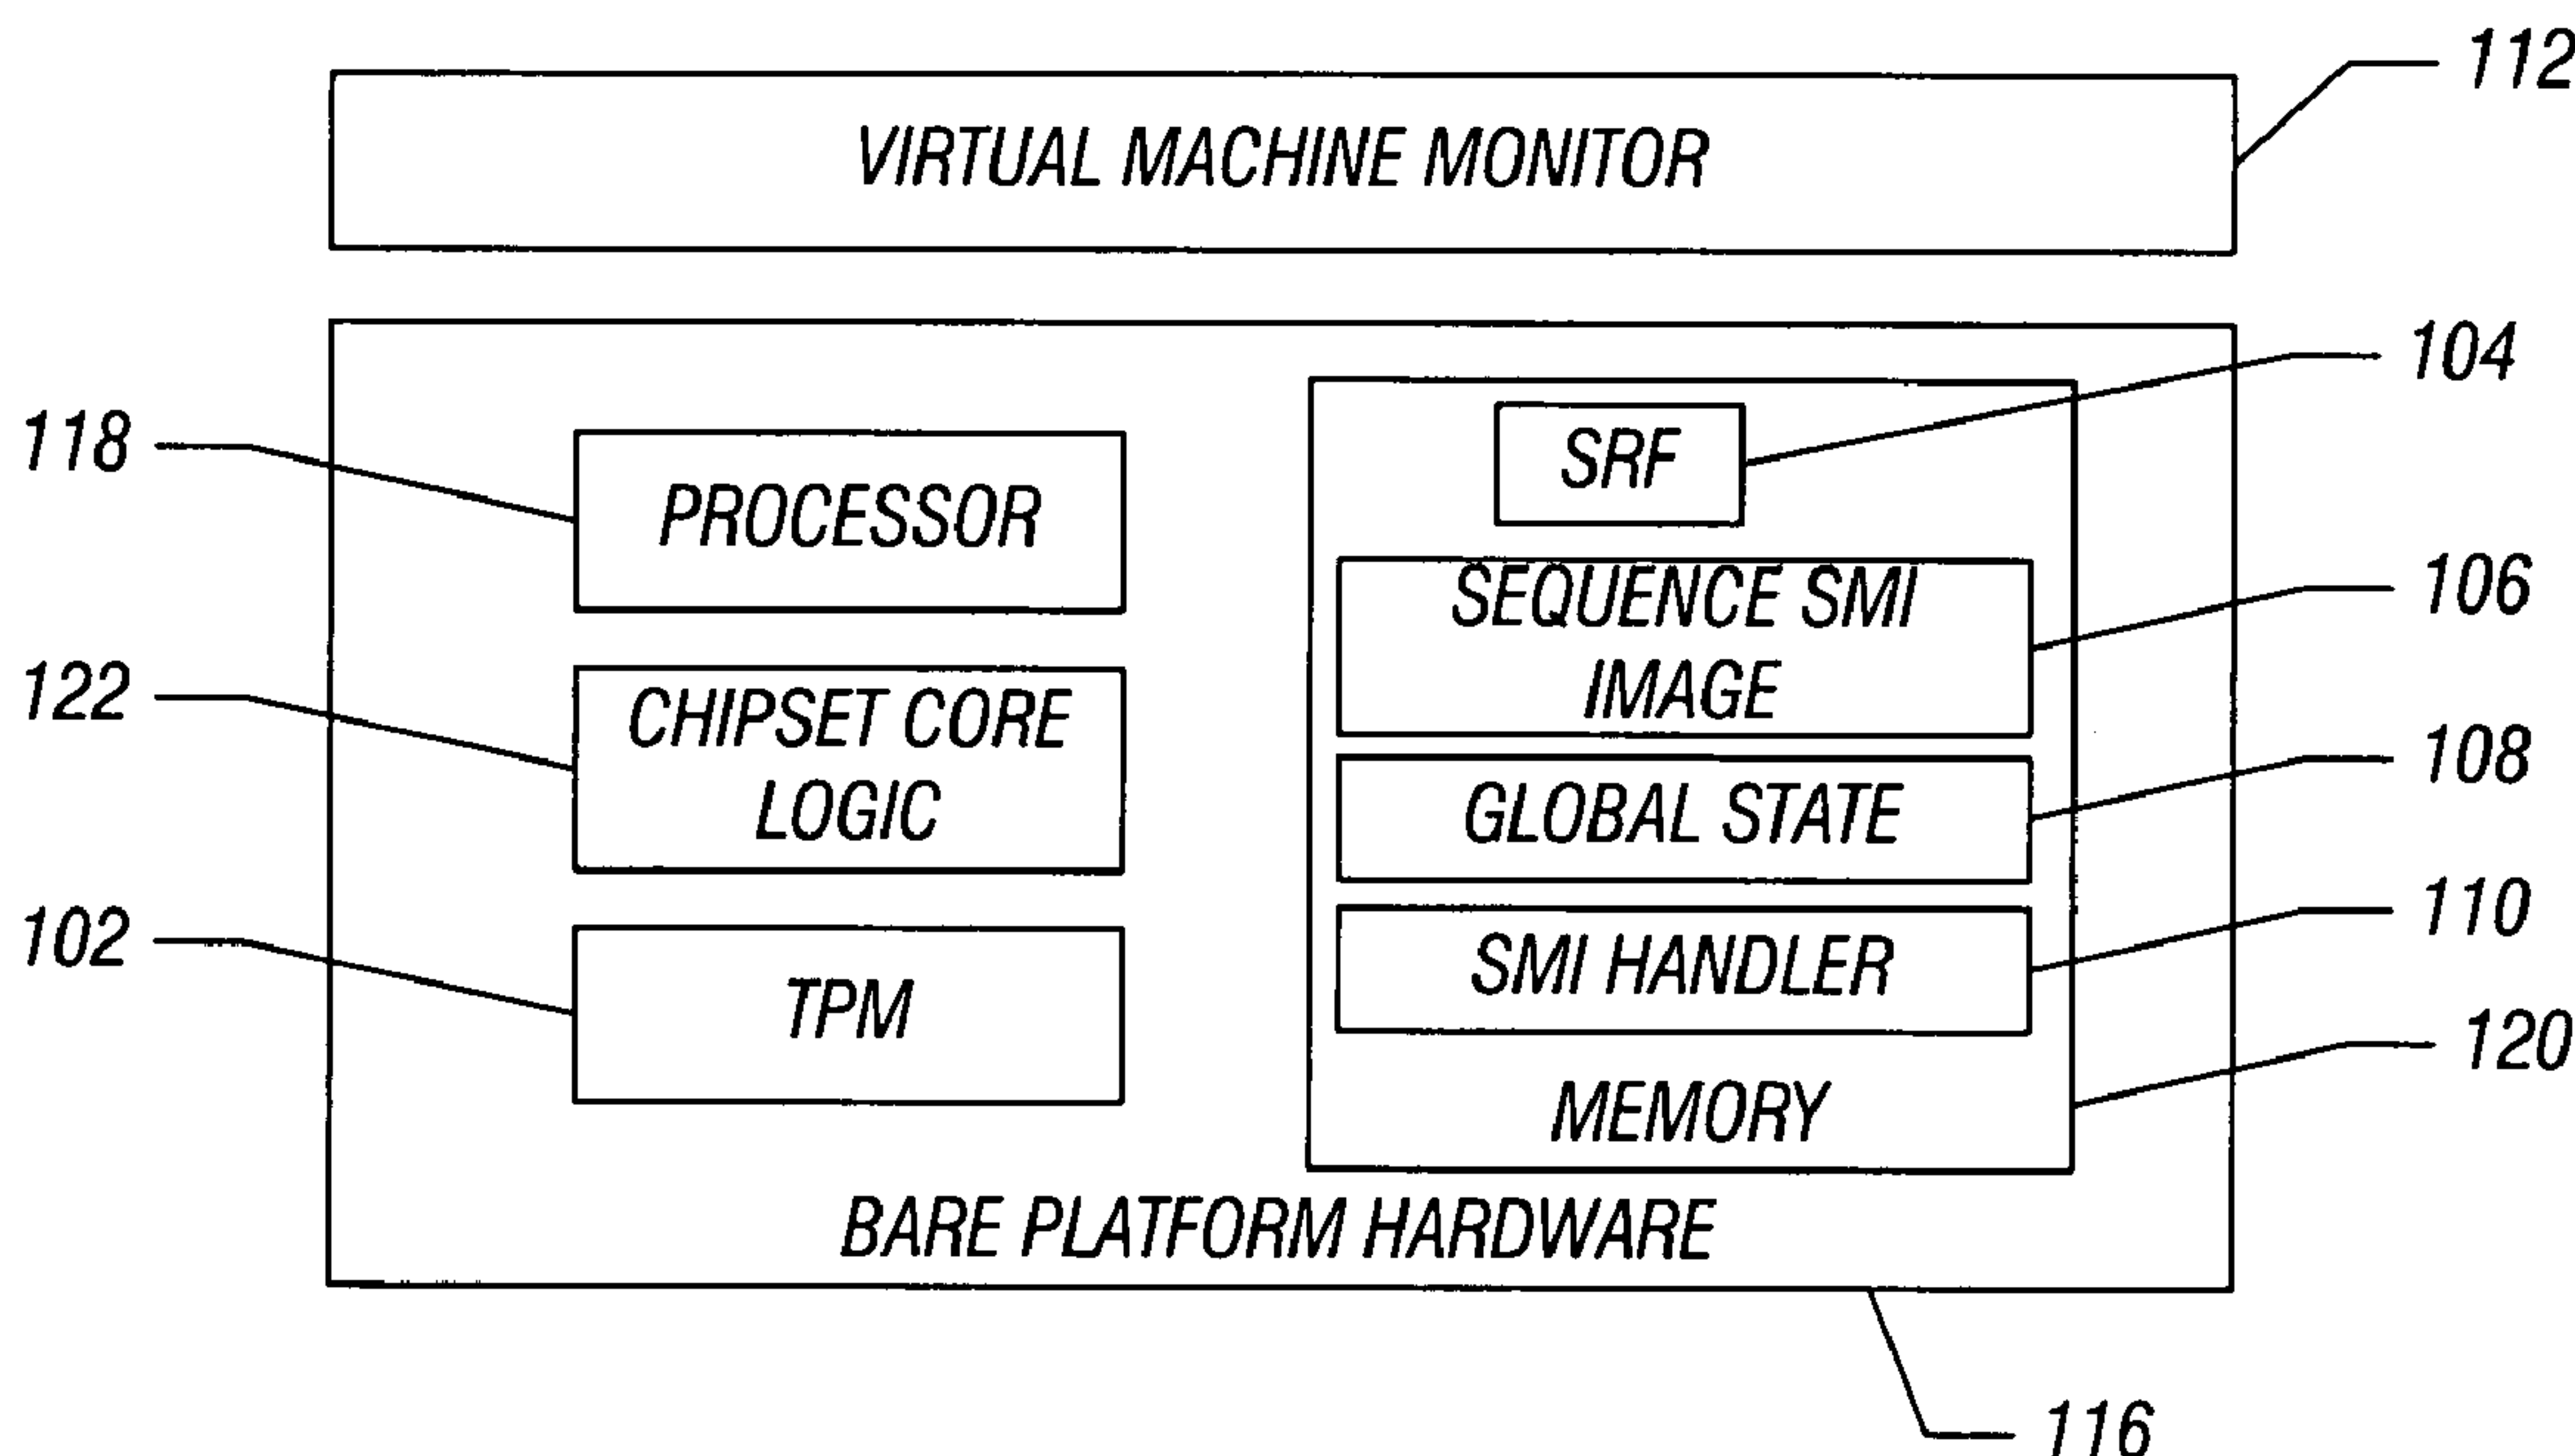 112
VIRTUAL MACHINE MONITOR
104
118
SRF
PROCESSOR
106
SEQUENCE SMI
IMAGE
122
CHIPSET CORE
LOGIC
108
GLOBAL STATE
110
102
SMI HANDLER
TPM
120
MEMORY
BARE PLATFORM HARDWARE
116